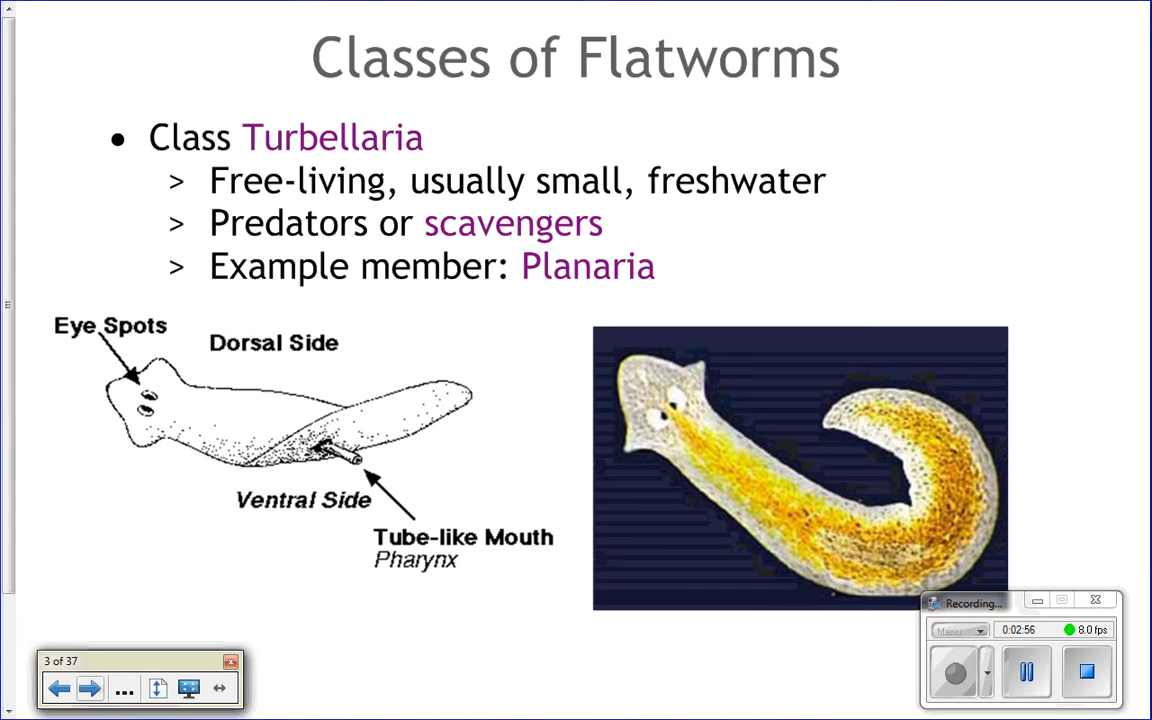 Classes of Flatworms
• Class Turbellaria
> Free-living, usually small, freshwater
> Predators or scavengers
> Example member: Planaria
Eye Spots
Dorsal Side
Ventral Side
Tube-like Mouth
Pharynx
Recording...
Menu
0:02:56
8.0 fps
3 of 37
...